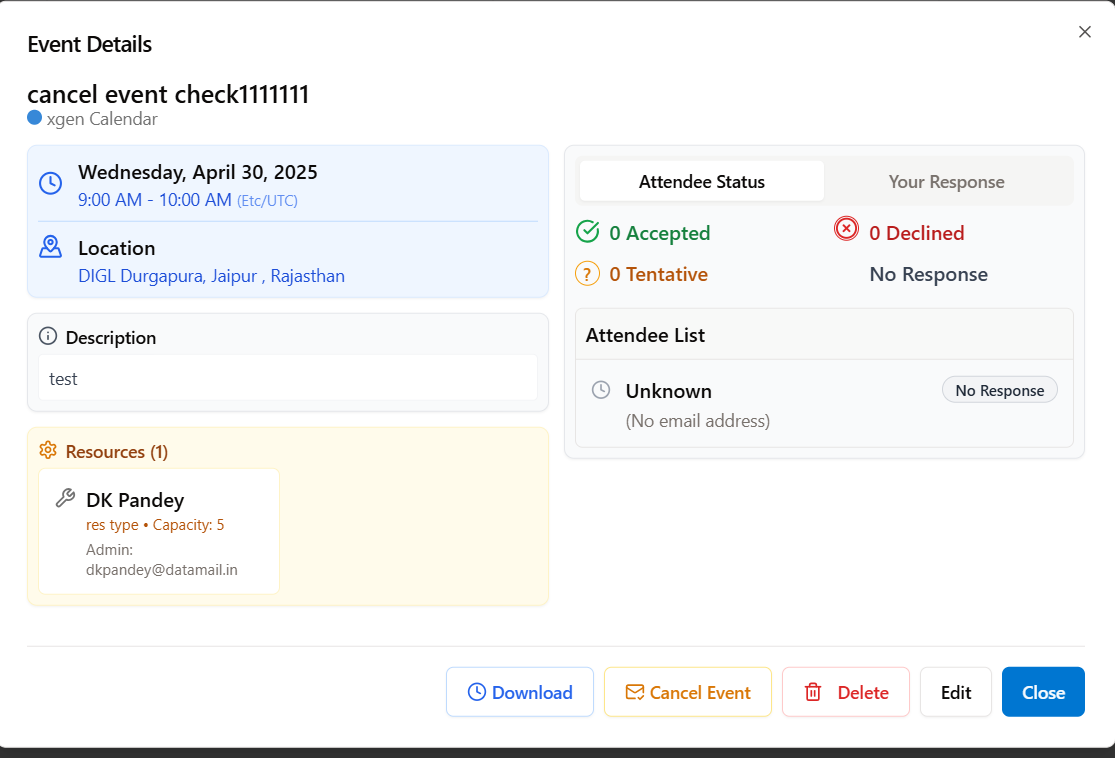 Event Details
cancel event check1111111
xgen Calendar
Wednesday, April 30, 2025
9:00 AM - 10:00 AM (Etc/UTC)
Location
DIGL Durgapura, Jaipur , Rajasthan
Description
test
Resources (1)
DK Pandey
res type • Capacity: 5
Admin:
dkpandey@datamail.in
Attendee Status
Your Response
0 Accepted
0 Declined
? 0 Tentative
No Response
Attendee List
Unknown
No Response
(No email address)
Download
Cancel Event
Delete
Edit
Close